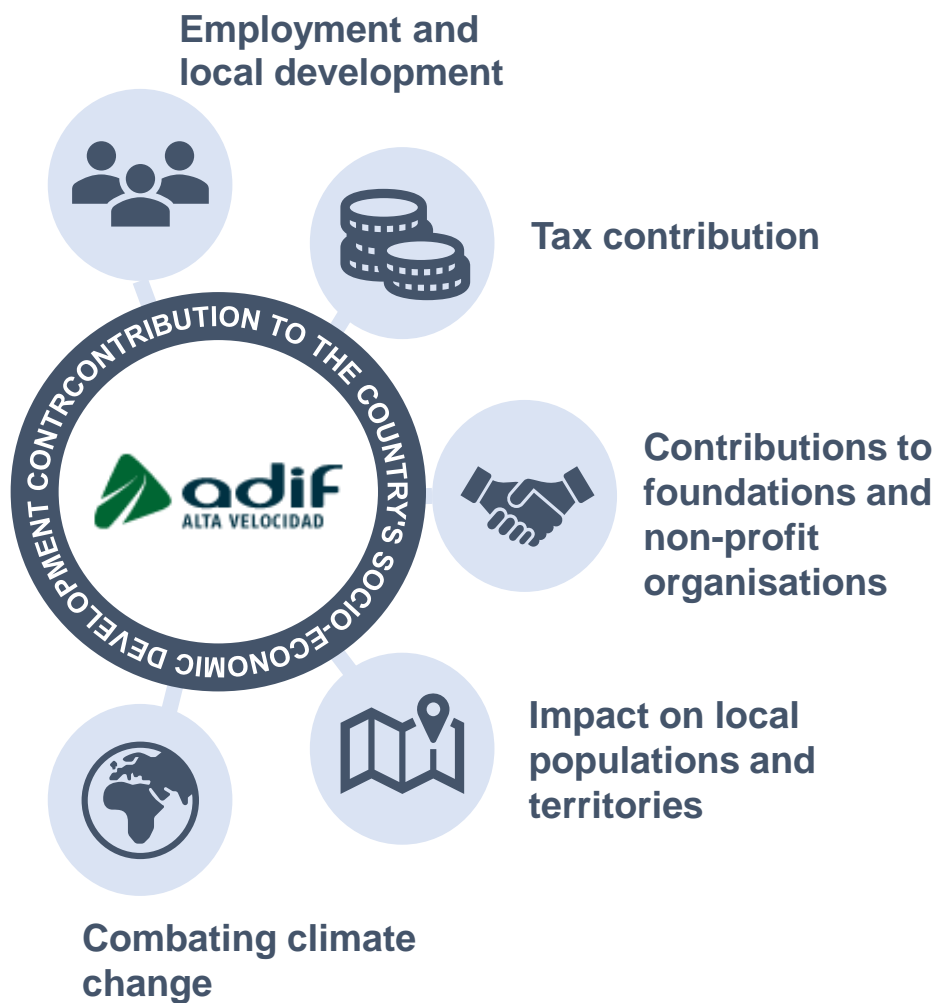 Employment and
local development
Tax contribution
CONTRCONTRIBUTION TO THE COUNTRY'S SOCIO-ECONOMIC DEVELOPMENT
adif
ALTA VELOCIDAD
Contributions to
foundations and
non-profit
organisations
Impact on local
populations and
territories
Combating climate
change